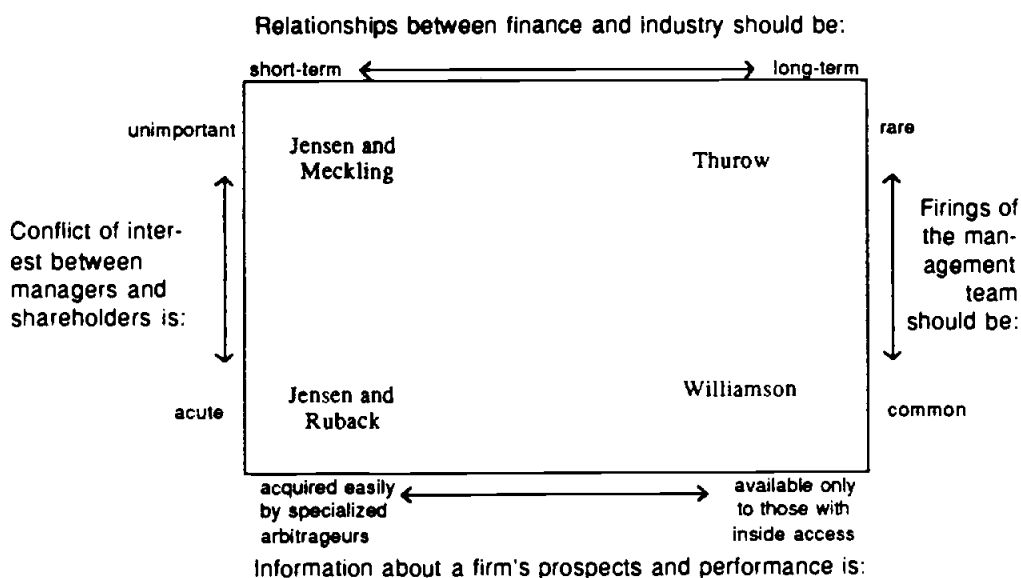 Relationships between finance and industry should be:
short-term
long-term
unimportant
rare
Jensen and
Meckling
Thurow
Conflict of inter-
est between
managers and
shareholders is:
Firings of
the man-
agement
team
should be:
acute
Jensen and
Ruback
Williamson
common
acquired easily
by specialized
arbitrageurs
available only
to those with
inside access
Information about a firm's prospects and performance is: